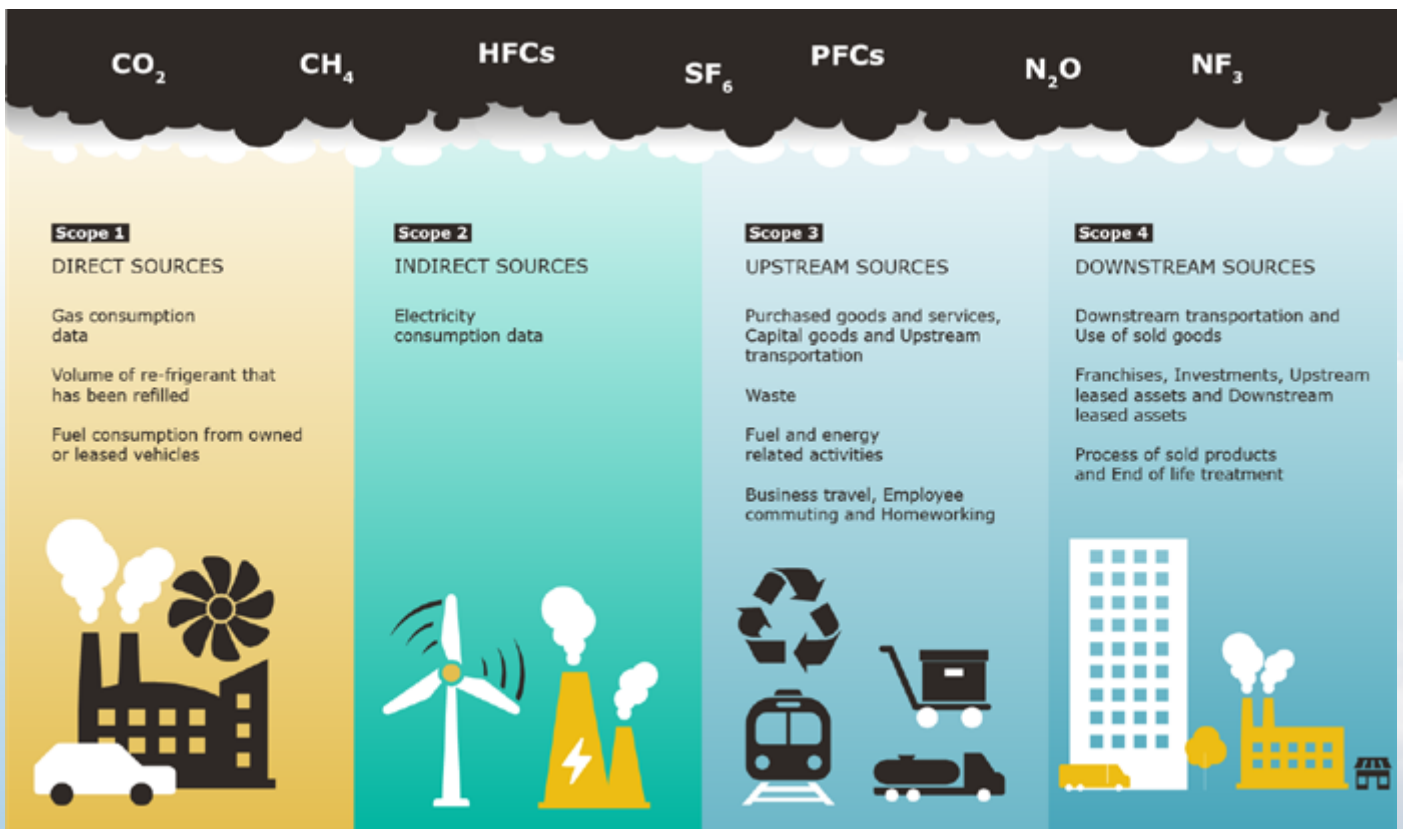 CO₂
CH₄
HFCs
SF₆
PFCs
N₂O
NF₃
Scope 1
DIRECT SOURCES
Gas consumption
data
Volume of re-frigerant that
has been refilled
Fuel consumption from owned
or leased vehicles
Scope 2
INDIRECT SOURCES
Electricity
consumption data
Scope 3
UPSTREAM SOURCES
Purchased goods and services,
Capital goods and Upstream
transportation
Waste
Fuel and energy
related activities
Business travel, Employee
commuting and Homeworking
Scope 4
DOWNSTREAM SOURCES
Downstream transportation and
Use of sold goods
Franchises, Investments, Upstream
leased assets and Downstream
leased assets
Process of sold products
and End of life treatment